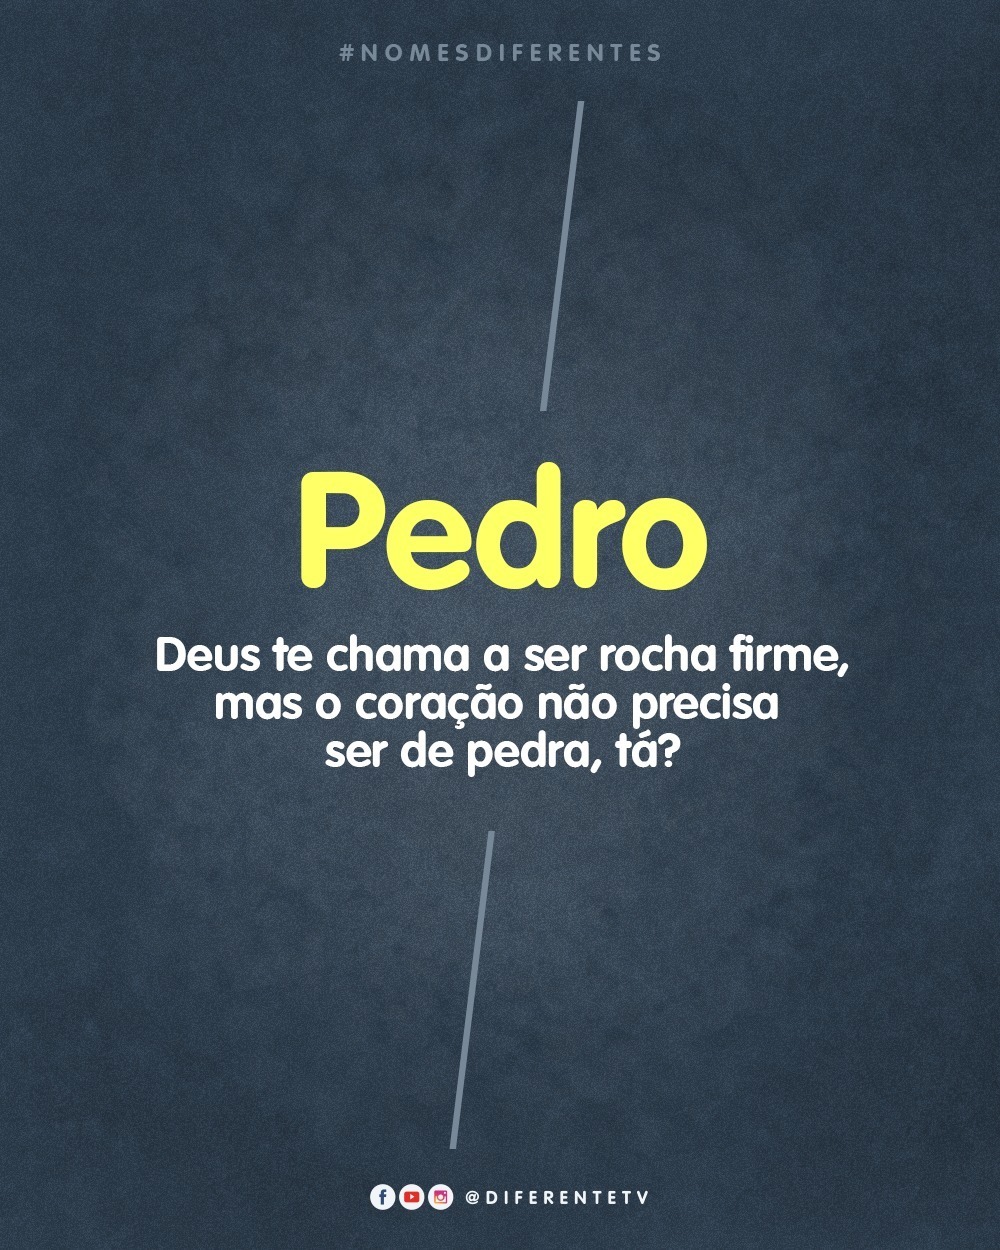 #NOMESDIFERENTES
Pedro
Deus te chama a ser rocha firme,
mas o coração não precisa
ser de pedra, tá?
@DIFERENTETV